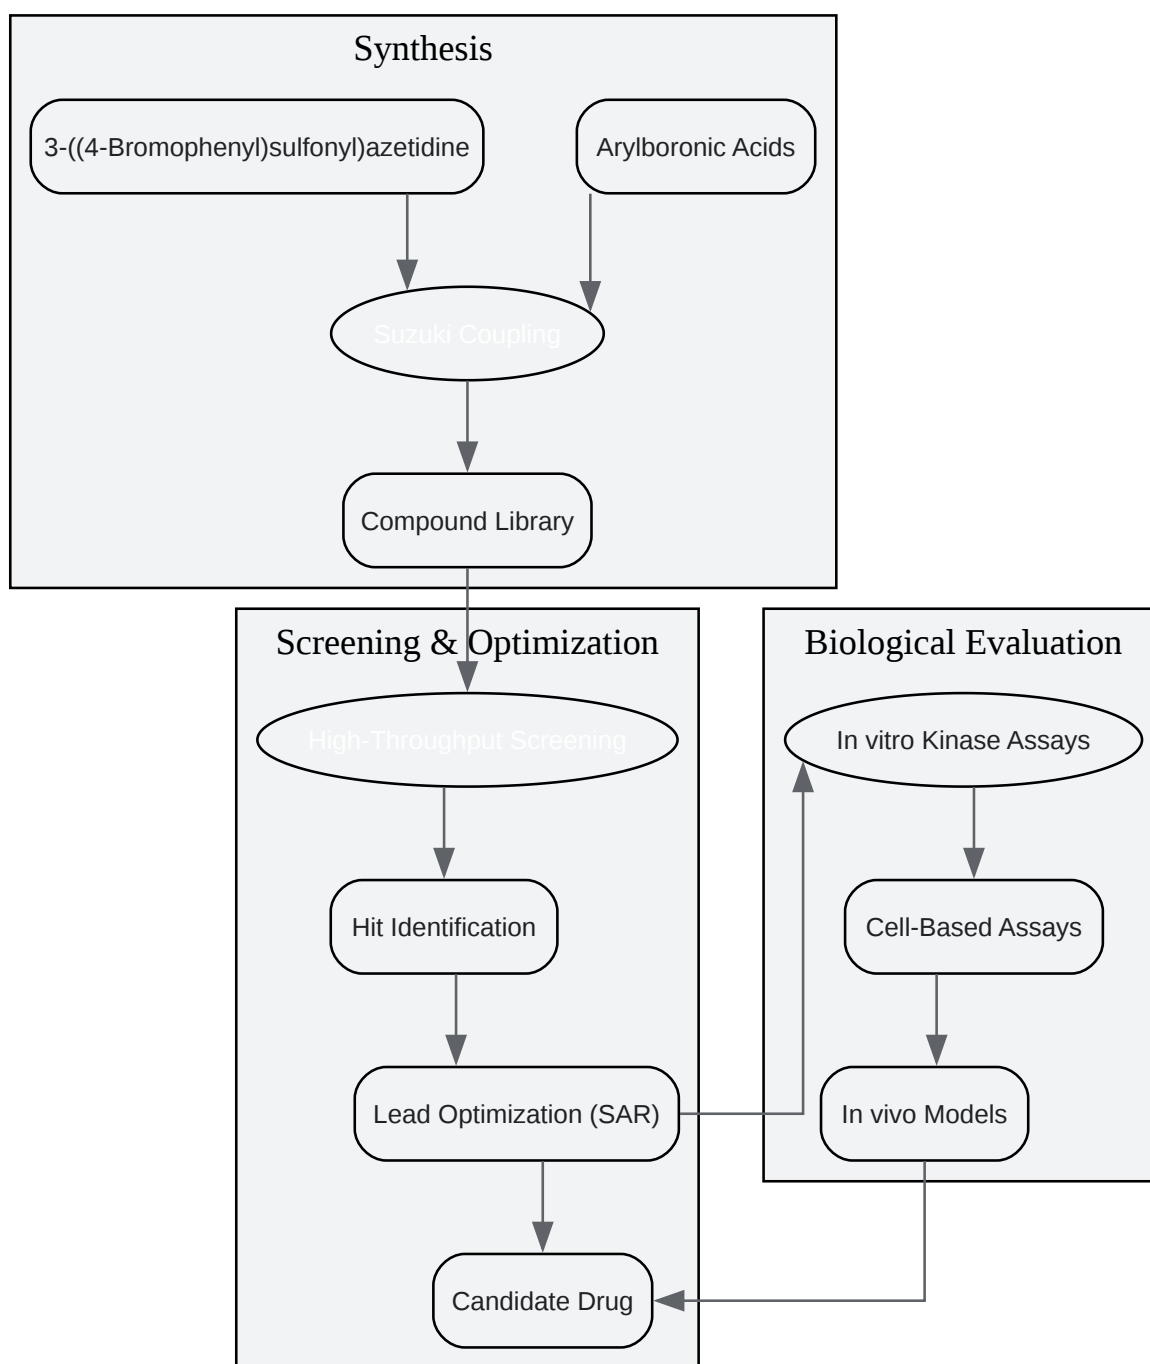 Synthesis
3-((4-Bromophenyl)sulfonyl)azetidine
Arylboronic Acids
Suzuki Coupling
Compound Library
Screening & Optimization
High-Throughput Screening
Hit Identification
Lead Optimization (SAR)
Candidate Drug
Biological Evaluation
In vitro Kinase Assays
Cell-Based Assays
In vivo Models